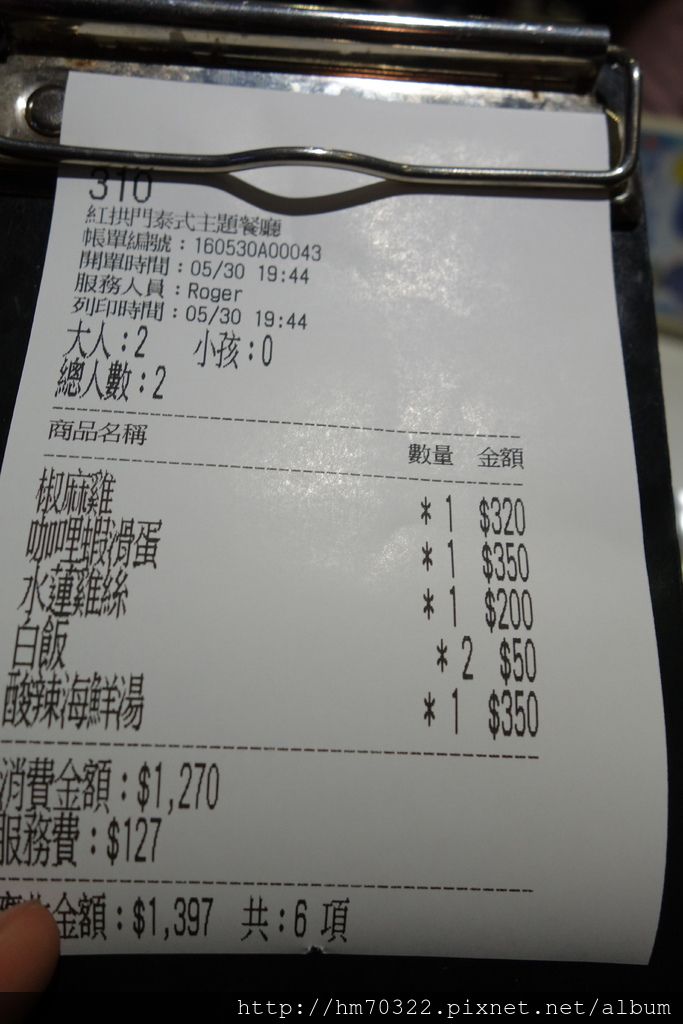 310
紅拱門泰式主題餐廳
帳單編號：160530A00043
開單時間：05/30 19:44
服務人員：Roger
列印時間：05/30 19:44
大人：2 小孩：0
總人數：2
商品名稱 數量 金額
椒麻雞 * 1 $320
咖哩蝦滑蛋 * 1 $350
水蓮雞絲 * 1 $200
白飯 * 2 $50
酸辣海鮮湯 * 1 $350
消費金額：$1,270
服務費：$127
金額：$1,397 共：6 項
http://hm70322.pixnet.net/album